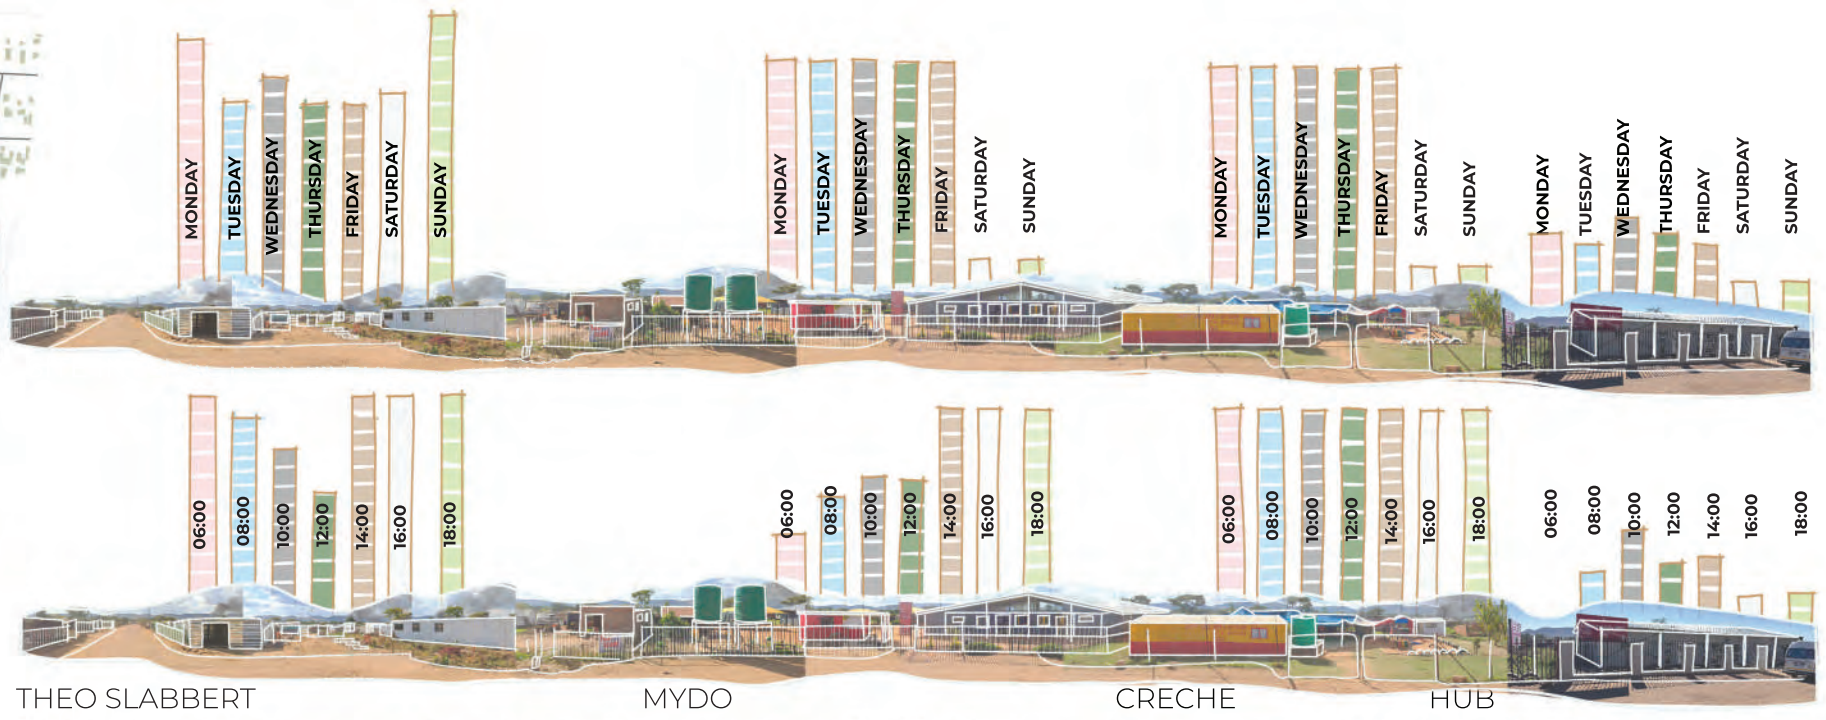 MONDAY
TUESDAY
WEDNESDAY
THURSDAY
FRIDAY
SATURDAY
SUNDAY
MONDAY
TUESDAY
WEDNESDAY
THURSDAY
FRIDAY
SATURDAY
SUNDAY
MONDAY
TUESDAY
WEDNESDAY
THURSDAY
FRIDAY
SATURDAY
SUNDAY
MONDAY
TUESDAY
WEDNESDAY
THURSDAY
FRIDAY
SATURDAY
SUNDAY
06:00
08:00
10:00
12:00
14:00
16:00
18:00
06:00
08:00
10:00
12:00
14:00
16:00
18:00
06:00
08:00
10:00
12:00
14:00
16:00
18:00
06:00
08:00
10:00
12:00
14:00
16:00
18:00
THEO SLABBERT
MYDO
CRECHE
HUB